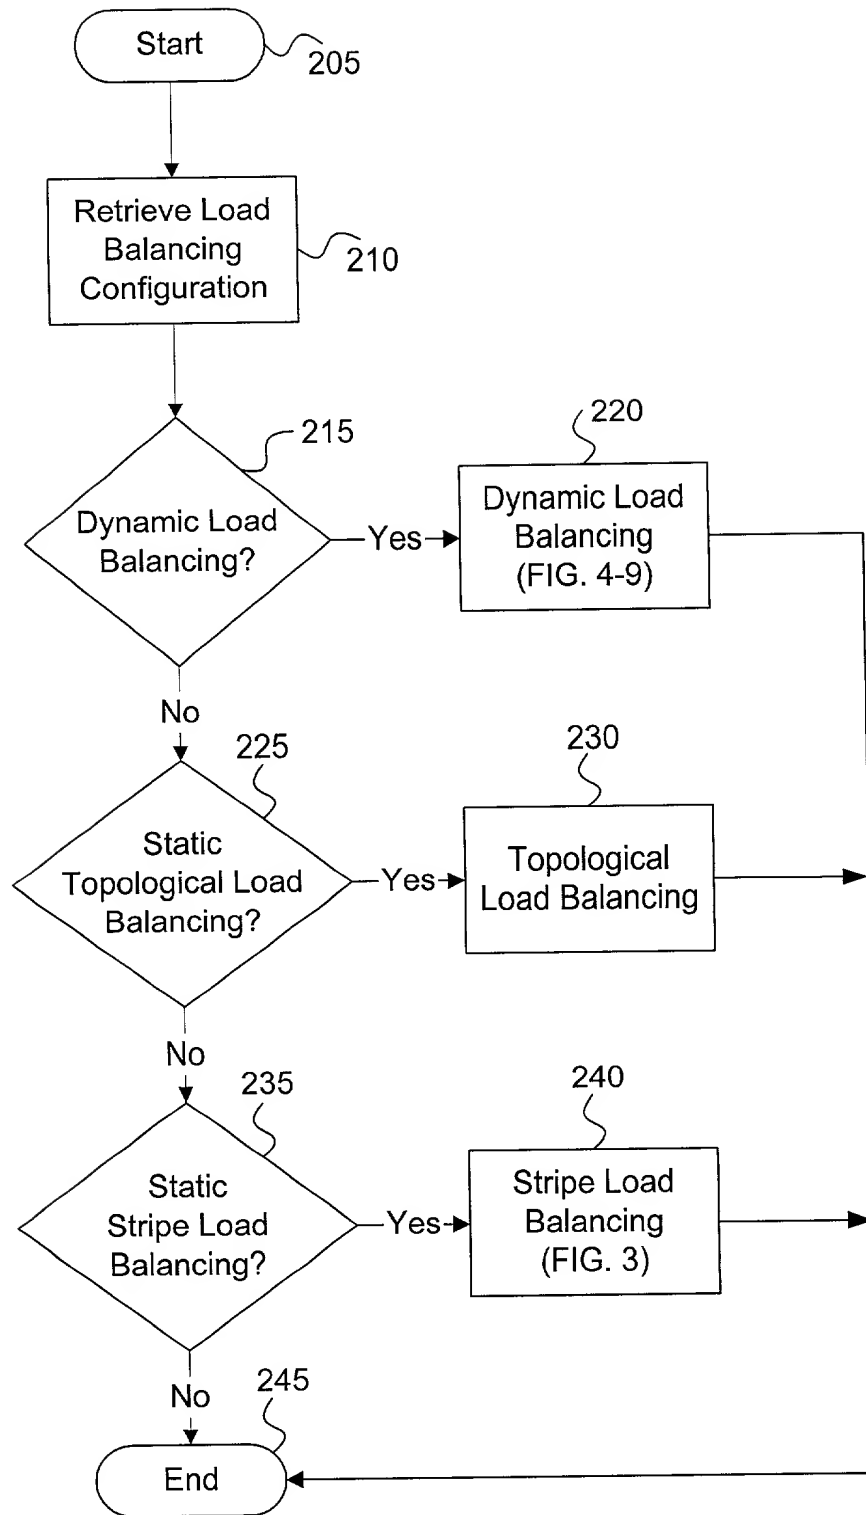 Start
205
Retrieve Load
Balancing
Configuration
210
215
Dynamic Load
Balancing?
Yes
220
Dynamic Load
Balancing
(FIG. 4-9)
No
225
Static
Topological Load
Balancing?
Yes
230
Topological
Load Balancing
No
235
Static
Stripe Load
Balancing?
Yes
240
Stripe Load
Balancing
(FIG. 3)
No
245
End